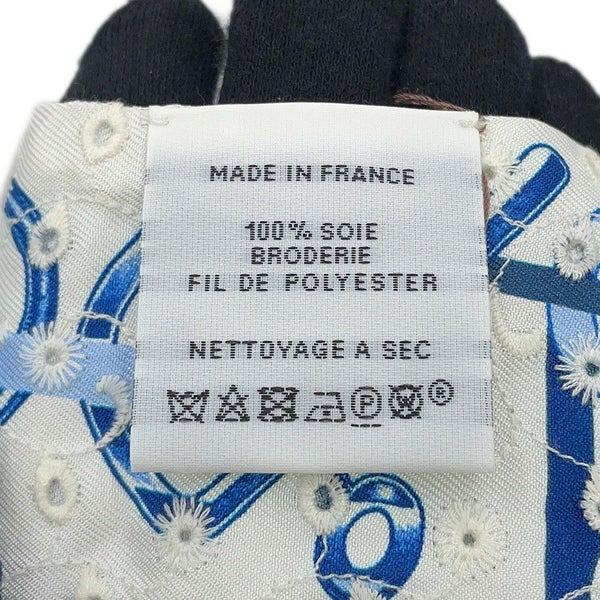 MADE IN FRANCE
100% SOIE
BRODERIE
FIL DE POLYESTER
NETTOYAGE A SEC
P W ®